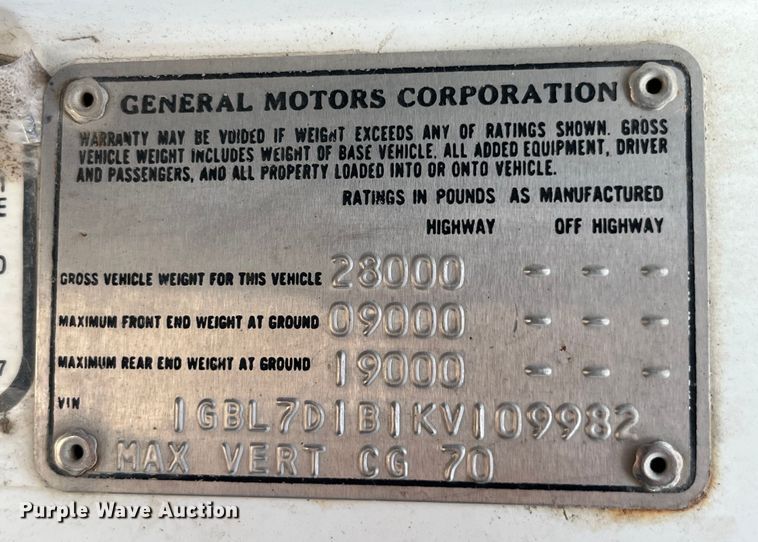 GENERAL MOTORS CORPORATION
WARRANTY MAY BE VOIDED IF WEIGHT EXCEEDS ANY OF RATINGS SHOWN. GROSS
VEHICLE WEIGHT INCLUDES WEIGHT OF BASE VEHICLE, ALL ADDED EQUIPMENT, DRIVER
AND PASSENGERS, AND ALL PROPERTY LOADED INTO OR ONTO VEHICLE.
RATINGS IN POUNDS AS MANUFACTURED
HIGHWAY OFF HIGHWAY
GROSS VEHICLE WEIGHT FOR THIS VEHICLE 28000 - - -
MAXIMUM FRONT END WEIGHT AT GROUND 09000 - - -
MAXIMUM REAR END WEIGHT AT GROUND 19000 - - -
VIN 1GBL7D1B1KV109982
MAX VERT CG 70
Purple Wave Auction